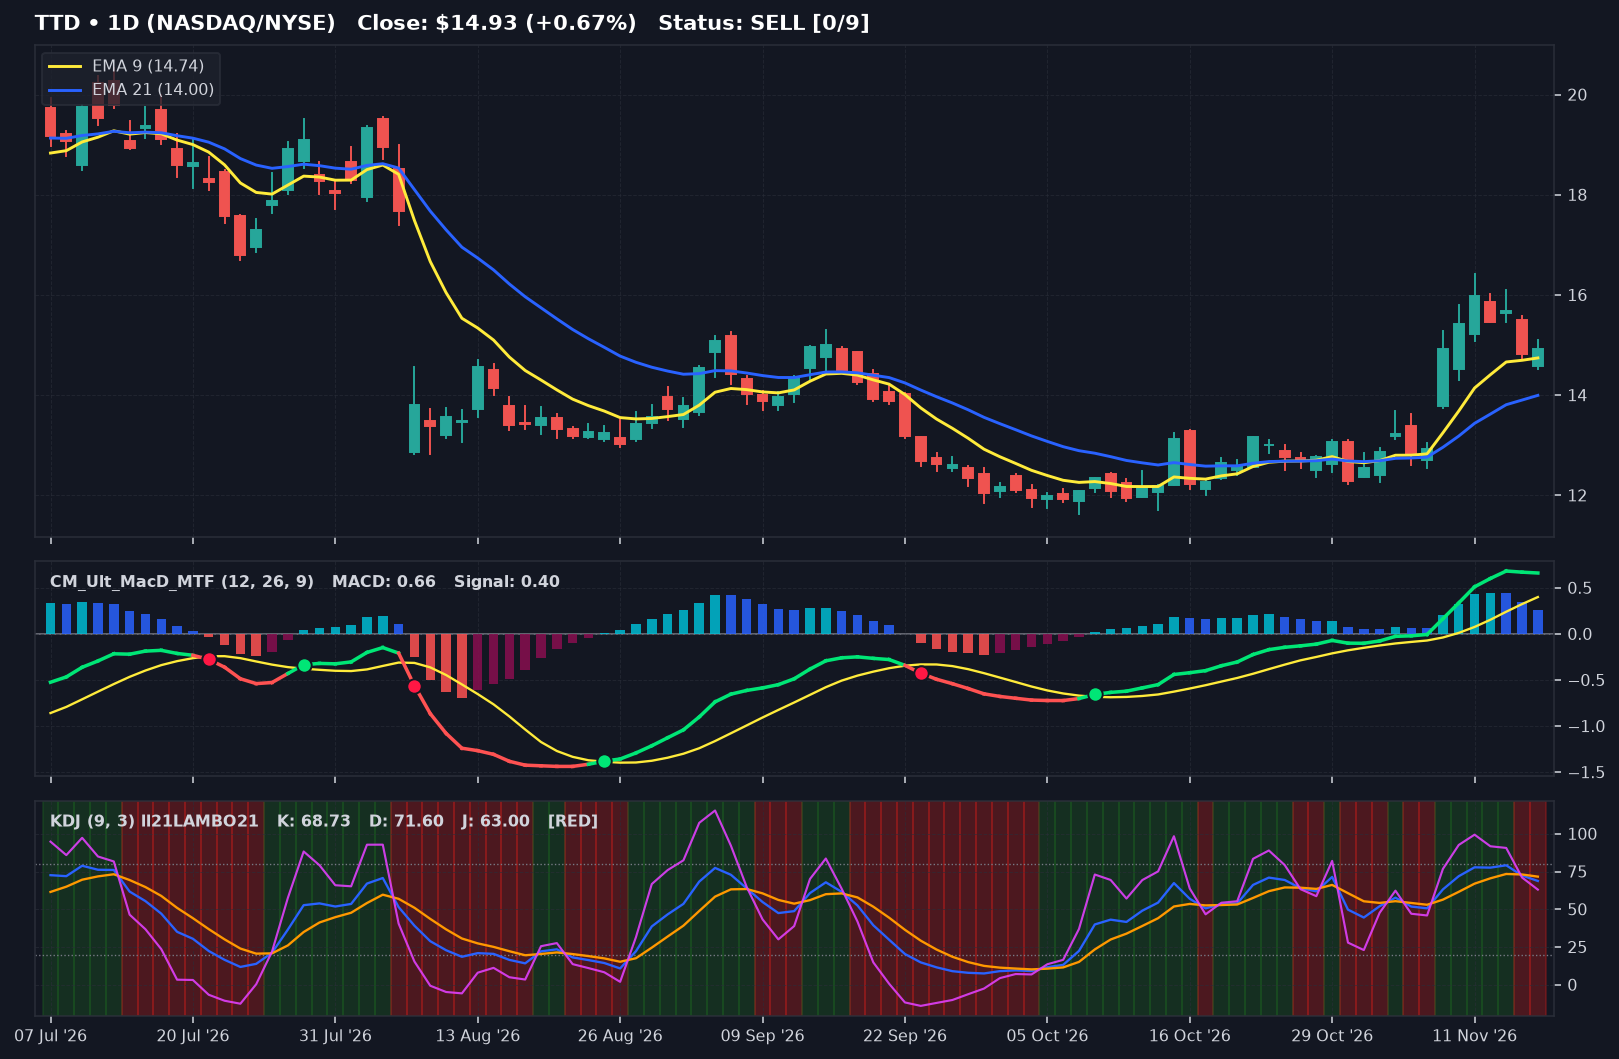 TTD • 1D (NASDAQ/NYSE)   Close: $14.93 (+0.67%)   Status: SELL [0/9]
EMA 9 (14.74)
EMA 21 (14.00)
20
18
16
14
12
CM_Ult_MacD_MTF (12, 26, 9)   MACD: 0.66   Signal: 0.40
0.5
0.0
−0.5
−1.0
−1.5
KDJ (9, 3) II21LAMBO21   K: 68.73   D: 71.60   J: 63.00   [RED]
100
75
50
25
0
07 Jul '26   20 Jul '26   31 Jul '26   13 Aug '26   26 Aug '26   09 Sep '26   22 Sep '26   05 Oct '26   16 Oct '26   29 Oct '26   11 Nov '26